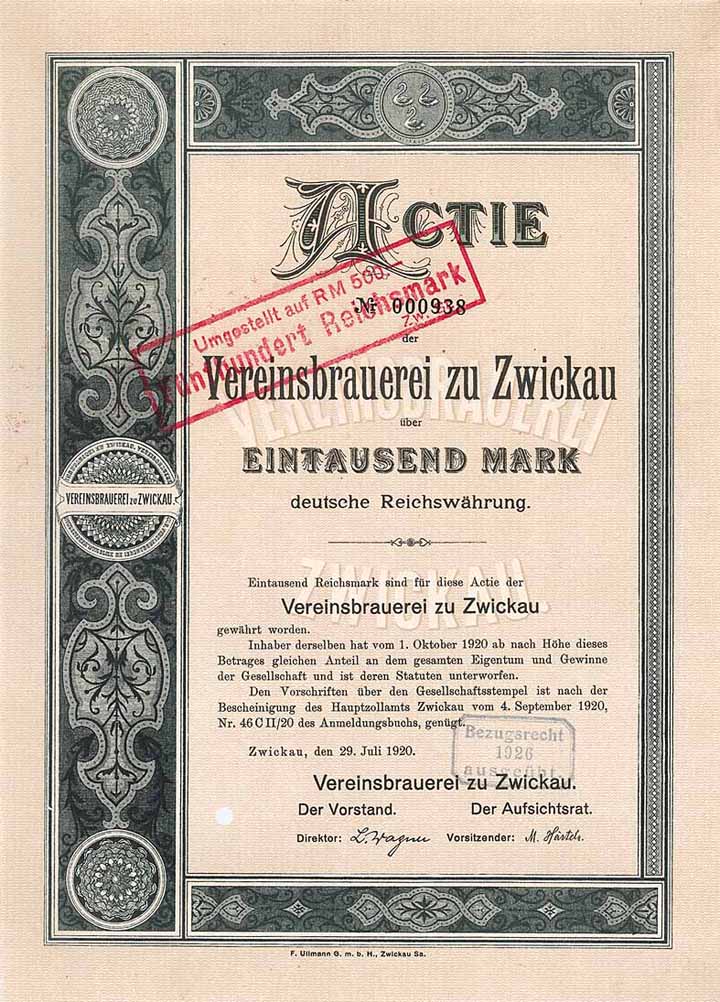 ACTIE
Umgestellt auf RM 500.-
Fünfhundert Reichsmark
Z.W.
Nr 000938
der
Vereinsbrauerei zu Zwickau
über
EINTAUSEND MARK
deutsche Reichswährung.
VEREINSBRAUEREI
ZWICKAU.
VEREINSBRAUEREI zu ZWICKAU
Eintausend Reichsmark sind für diese Actie der
Vereinsbrauerei zu Zwickau
gewährt worden.
Inhaber derselben hat vom 1. Oktober 1920 ab nach Höhe dieses
Betrages gleichen Anteil an dem gesamten Eigentum und Gewinne
der Gesellschaft und ist deren Statuten unterworfen.
Den Vorschriften über den Gesellschaftsstempel ist nach der
Bescheinigung des Hauptzollamts Zwickau vom 4. September 1920,
Nr. 46 C II/20 des Anmeldungsbuchs, genügt.
Bezugsrecht
1926
ausgeübt
Zwickau, den 29. Juli 1920.
Vereinsbrauerei zu Zwickau.
Der Vorstand. Der Aufsichtsrat.
Direktor: L. Wagner Vorsitzender: M. Härtel
F. Ullmann G. m. b. H., Zwickau Sa.